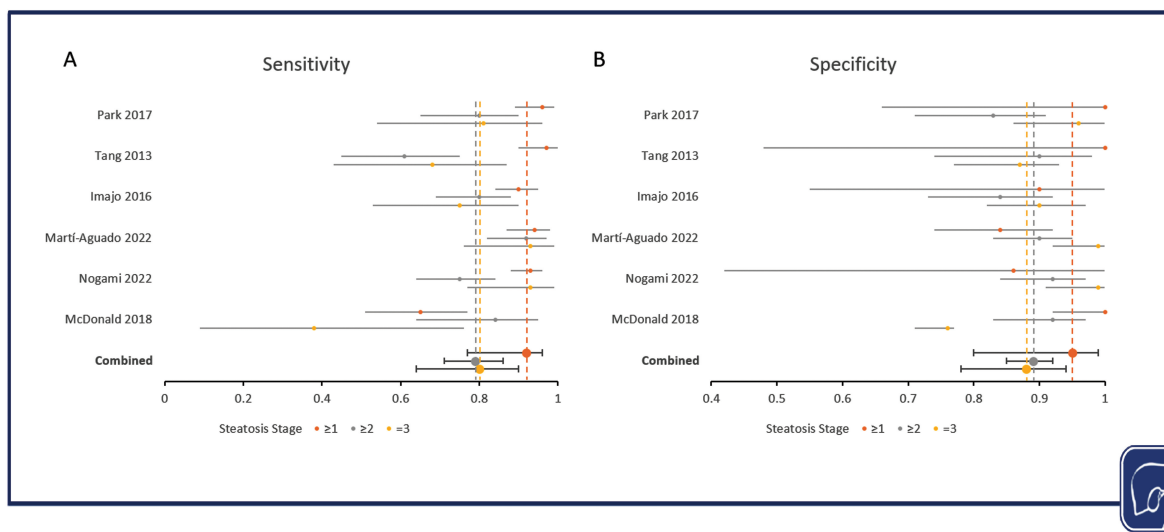 A
Sensitivity
Park 2017
Tang 2013
Imajo 2016
Martí-Aguado 2022
Nogami 2022
McDonald 2018
Combined
0 0.2 0.4 0.6 0.8 1
Steatosis Stage ≥1 ≥2 =3
B
Specificity
Park 2017
Tang 2013
Imajo 2016
Martí-Aguado 2022
Nogami 2022
McDonald 2018
Combined
0.4 0.5 0.6 0.7 0.8 0.9 1
Steatosis Stage ≥1 ≥2 =3